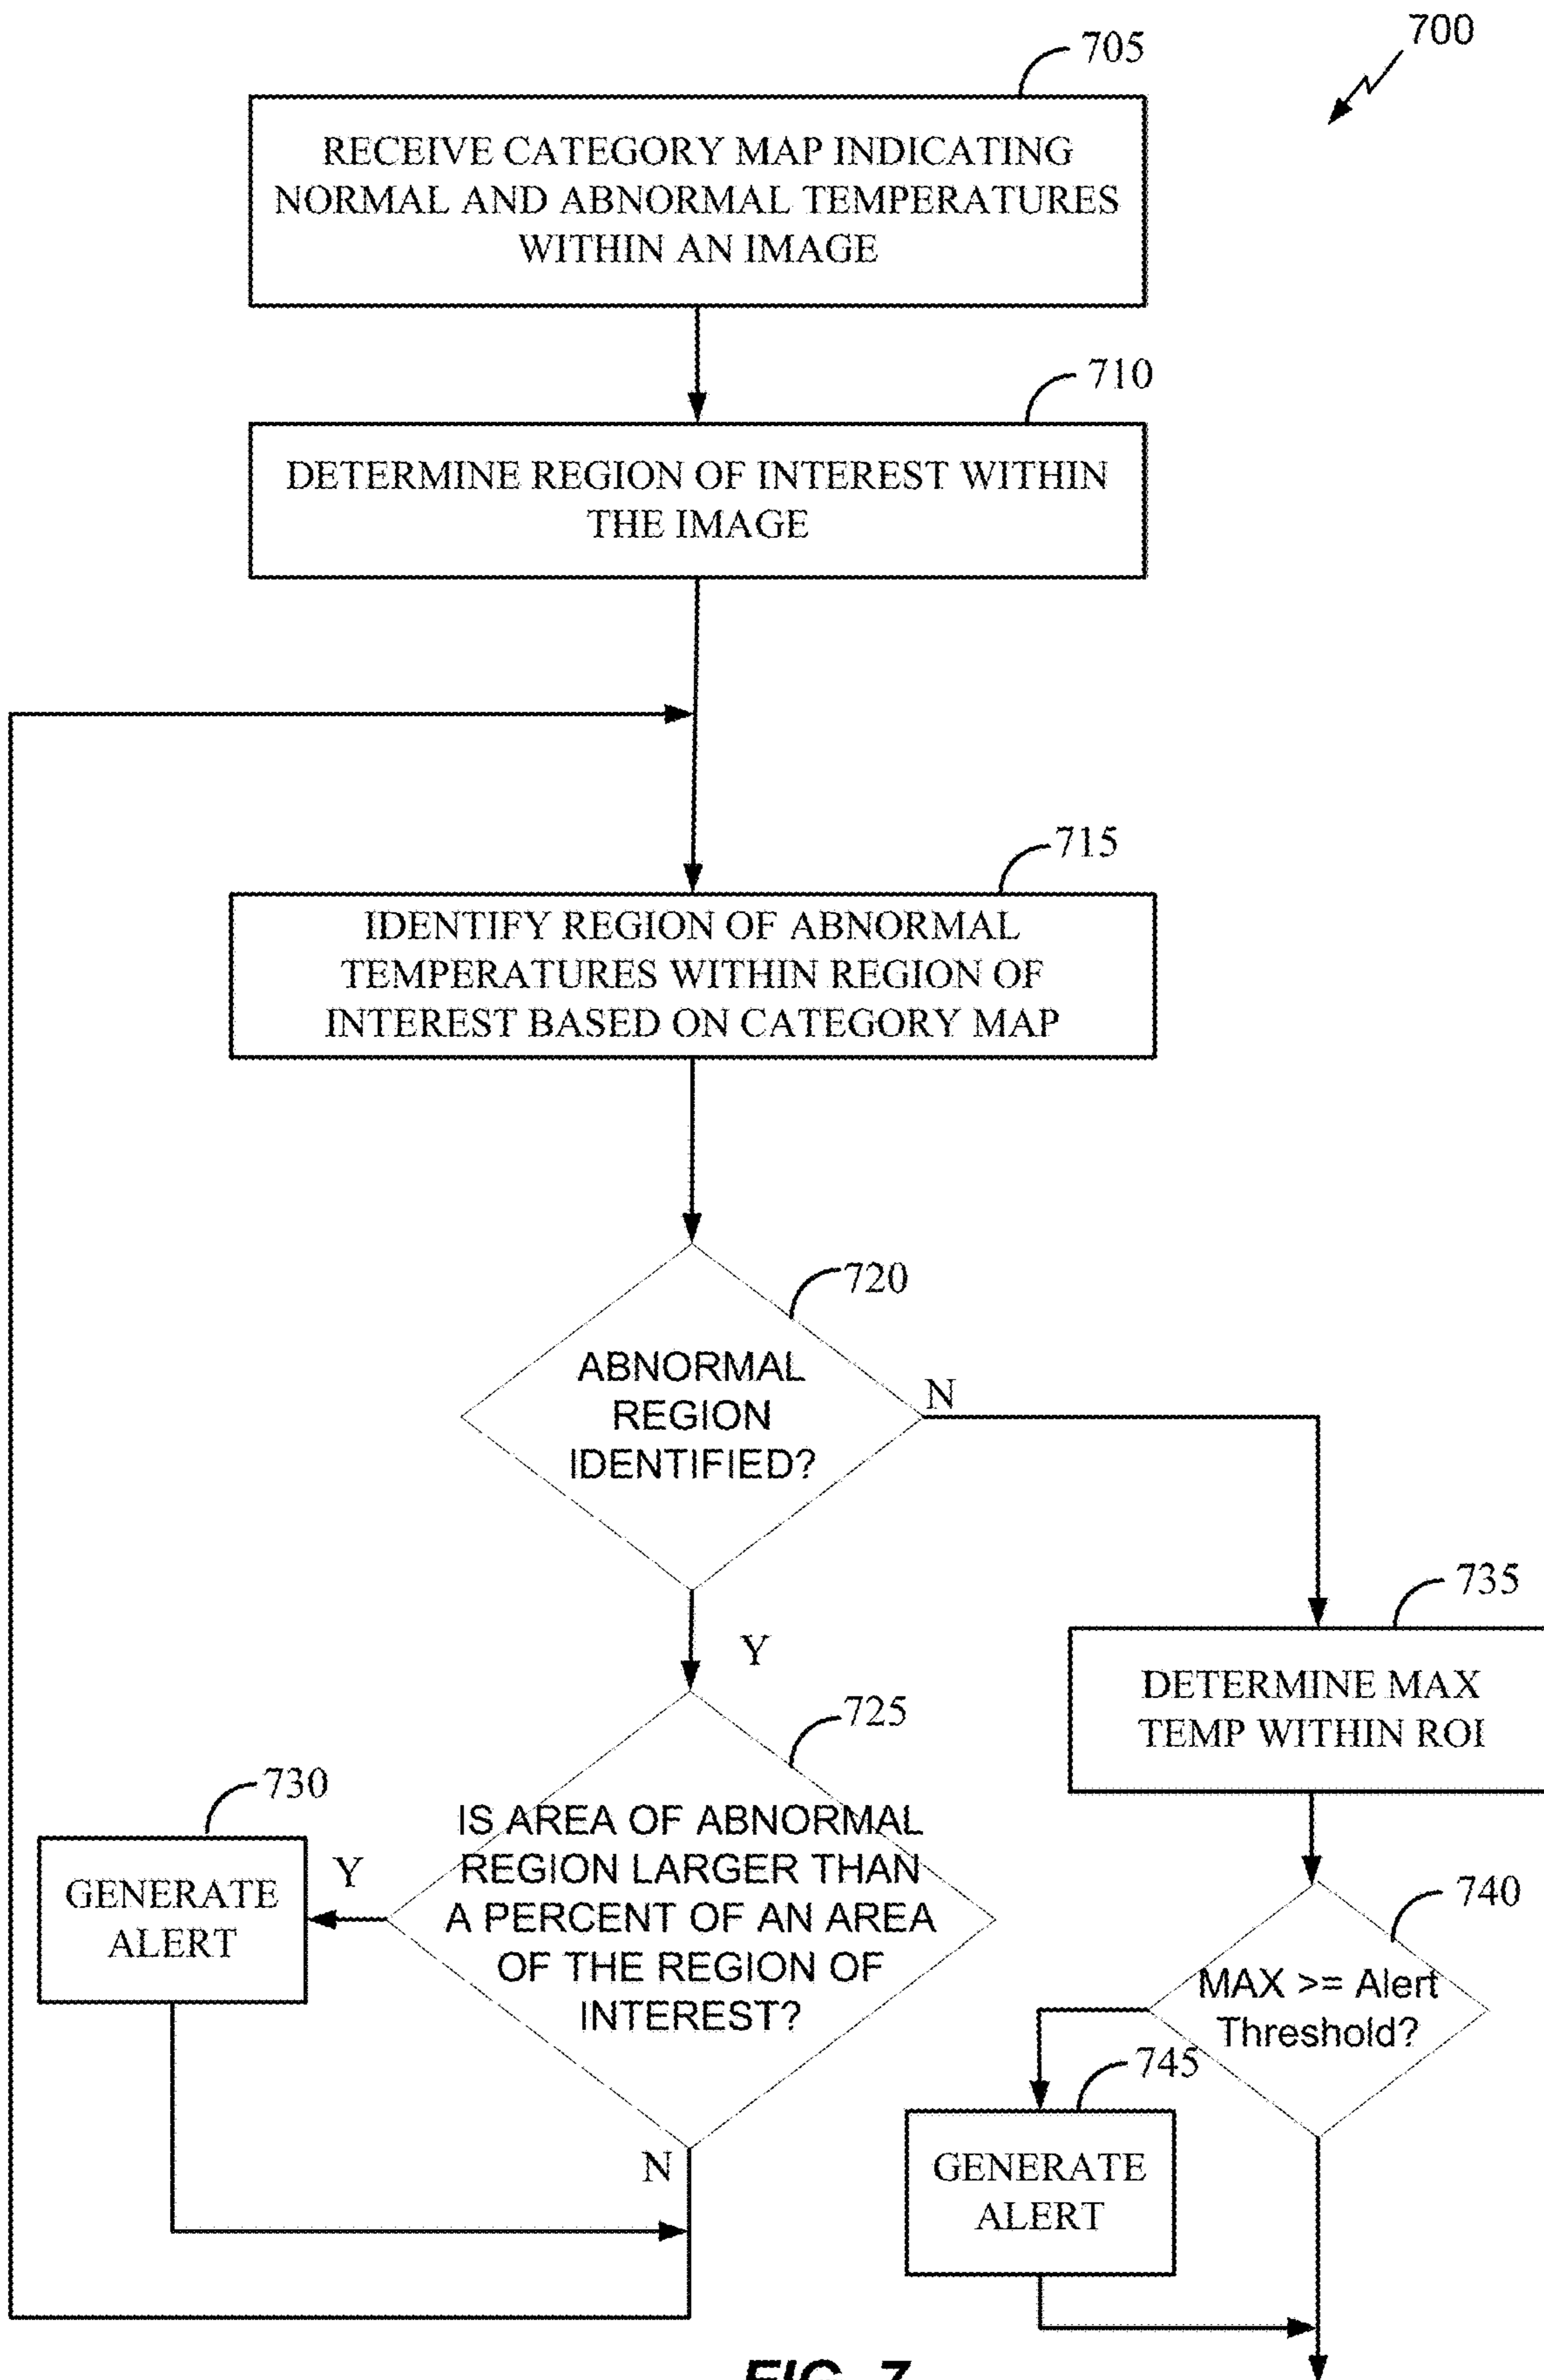 700
705
RECEIVE CATEGORY MAP INDICATING
NORMAL AND ABNORMAL TEMPERATURES
WITHIN AN IMAGE
710
DETERMINE REGION OF INTEREST WITHIN
THE IMAGE
715
IDENTIFY REGION OF ABNORMAL
TEMPERATURES WITHIN REGION OF
INTEREST BASED ON CATEGORY MAP
720
ABNORMAL
REGION
IDENTIFIED?
N
Y
735
DETERMINE MAX
TEMP WITHIN ROI
725
IS AREA OF ABNORMAL
REGION LARGER THAN
A PERCENT OF AN AREA
OF THE REGION OF
INTEREST?
730
Y
GENERATE
ALERT
N
740
MAX >= Alert
Threshold?
745
GENERATE
ALERT
FIG. 7